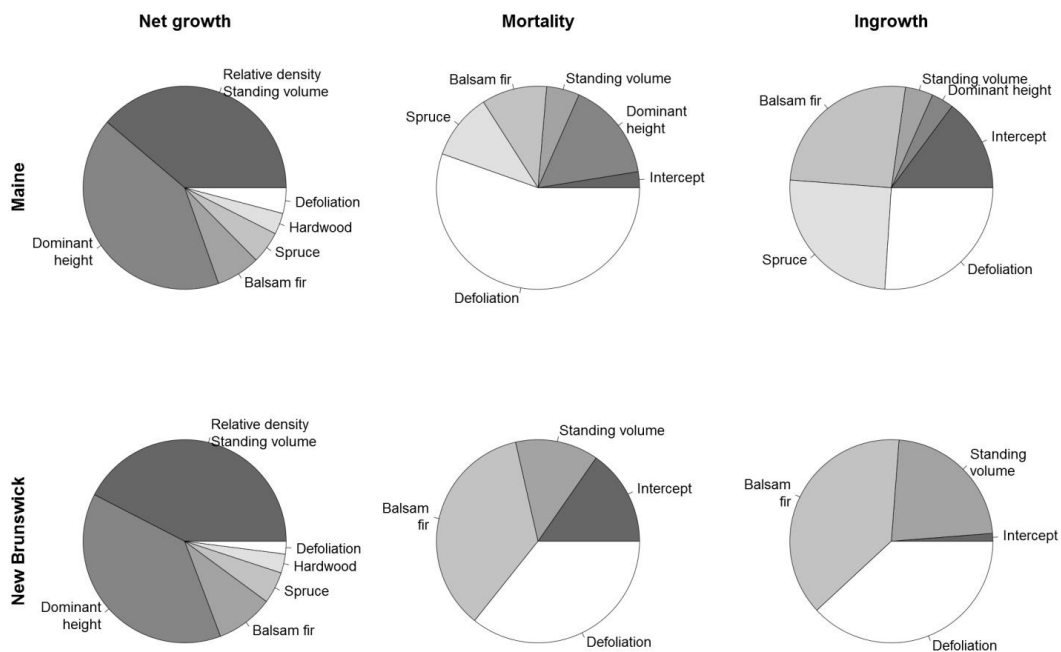 Net growth
Mortality
Ingrowth
Maine
Relative density
Standing volume
Dominant
height
Balsam fir
Spruce
Hardwood
Defoliation
Balsam fir
Standing volume
Spruce
Dominant
height
Intercept
Defoliation
Standing volume
Dominant height
Balsam fir
Intercept
Spruce
Defoliation
New Brunswick
Relative density
Standing volume
Dominant
height
Balsam fir
Spruce
Hardwood
Defoliation
Standing volume
Intercept
Balsam
fir
Defoliation
Standing
volume
Balsam
fir
Intercept
Defoliation